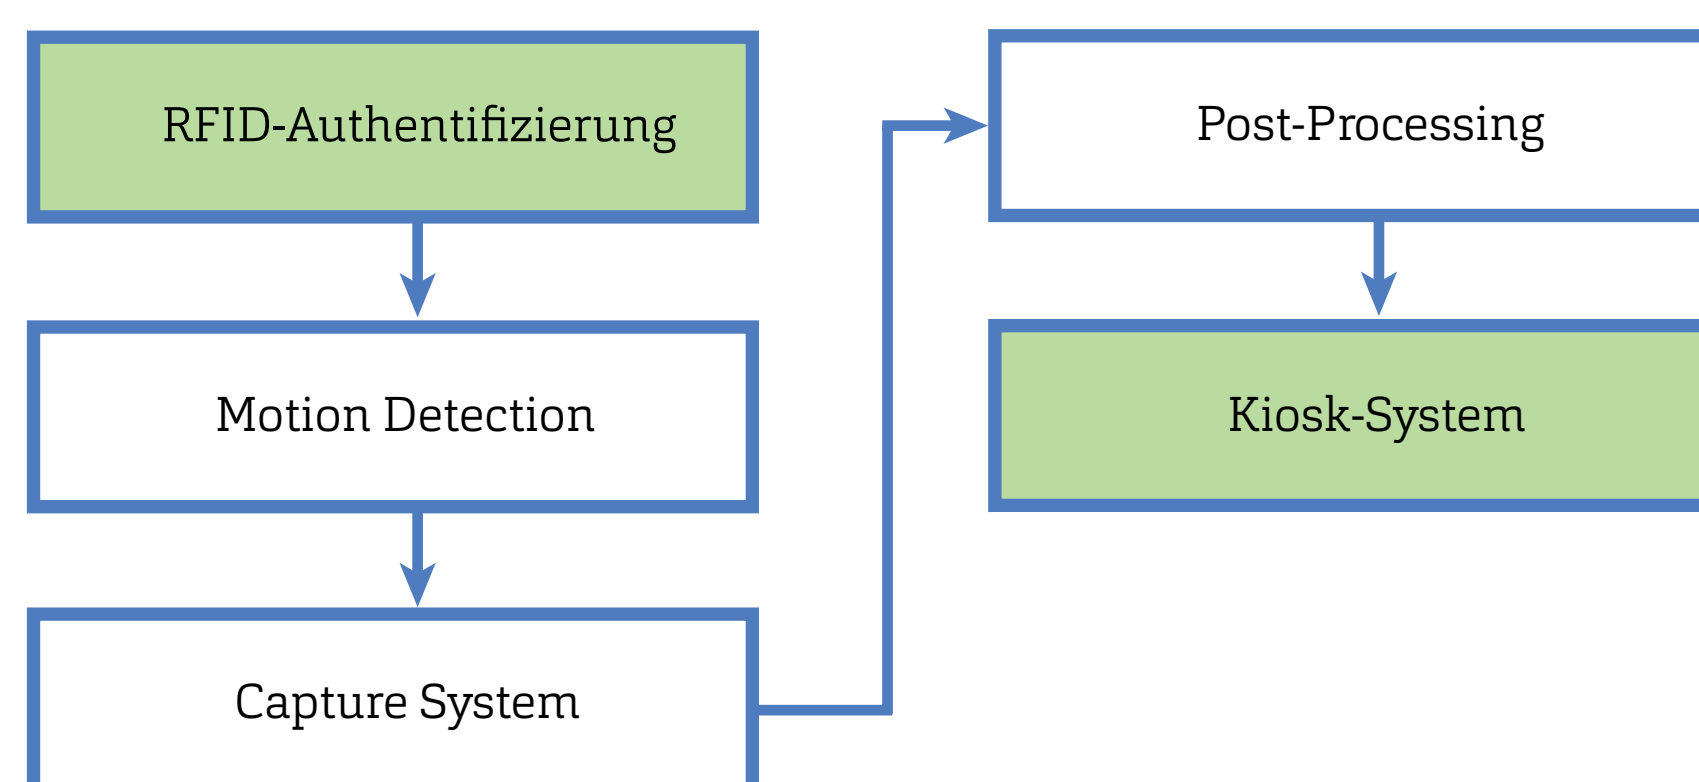 RFID-Authentifizierung
Motion Detection
Capture System
Post-Processing
Kiosk-System